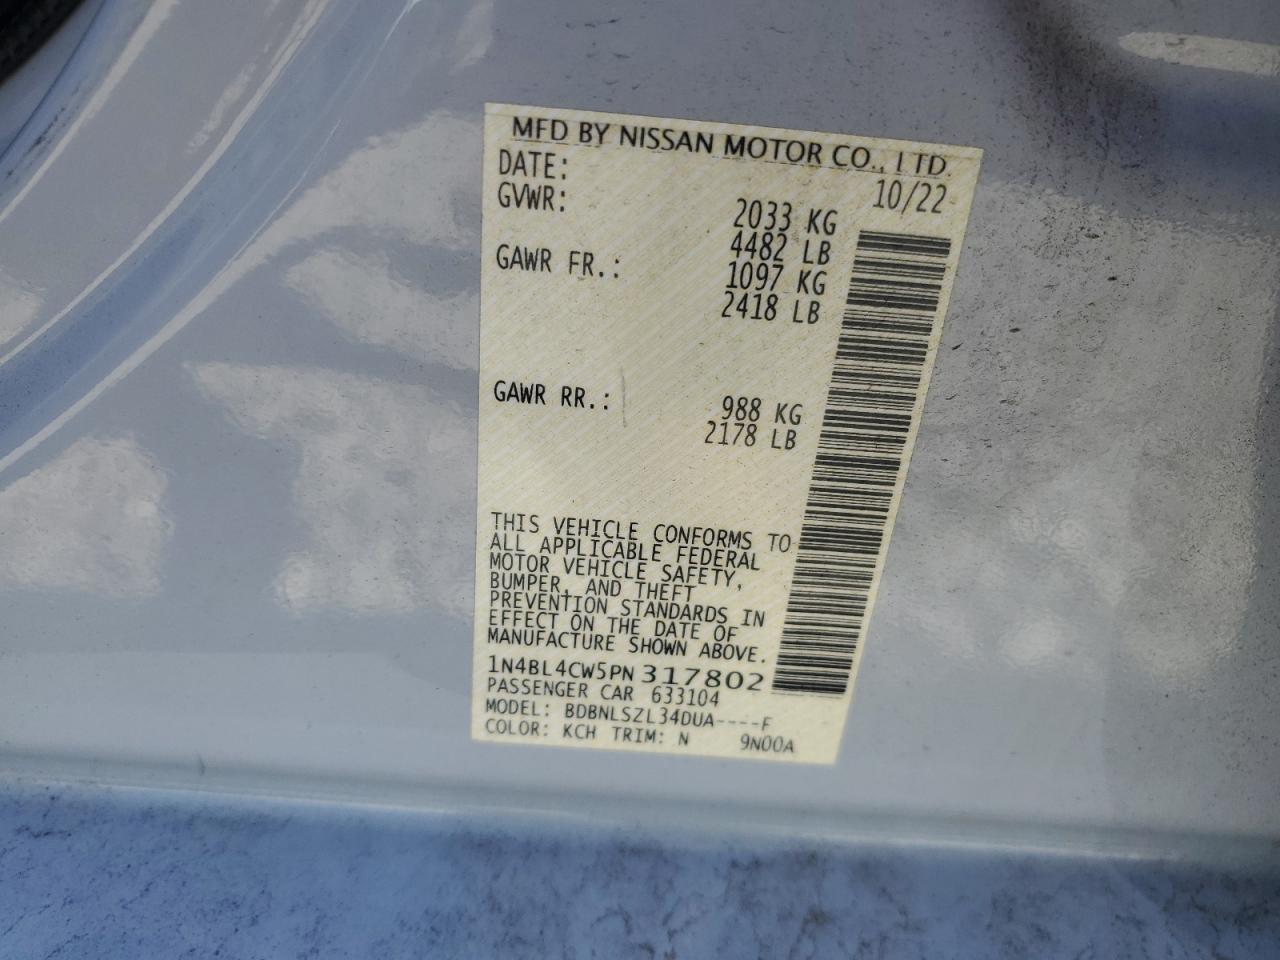 MFD BY NISSAN MOTOR CO., LTD.
DATE: 10/22
GVWR: 2033 KG
4482 LB
GAWR FR.: 1097 KG
2418 LB
GAWR RR.: 988 KG
2178 LB
THIS VEHICLE CONFORMS TO
ALL APPLICABLE FEDERAL
MOTOR VEHICLE SAFETY,
BUMPER, AND THEFT
PREVENTION STANDARDS IN
EFFECT ON THE DATE OF
MANUFACTURE SHOWN ABOVE.
1N4BL4CW5PN317802
PASSENGER CAR 633104
MODEL: BDBNLSZL34DUA----F
COLOR: KCH TRIM: N 9N00A